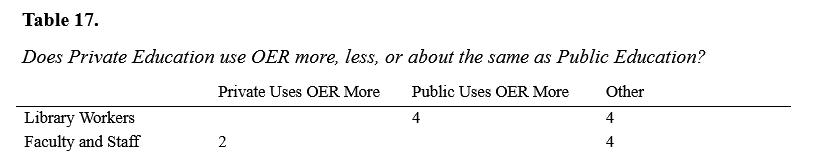 Table 17.
Does Private Education use OER more, less, or about the same as Public Education?
Private Uses OER More Public Uses OER More Other
Library Workers 4 4
Faculty and Staff 2 4